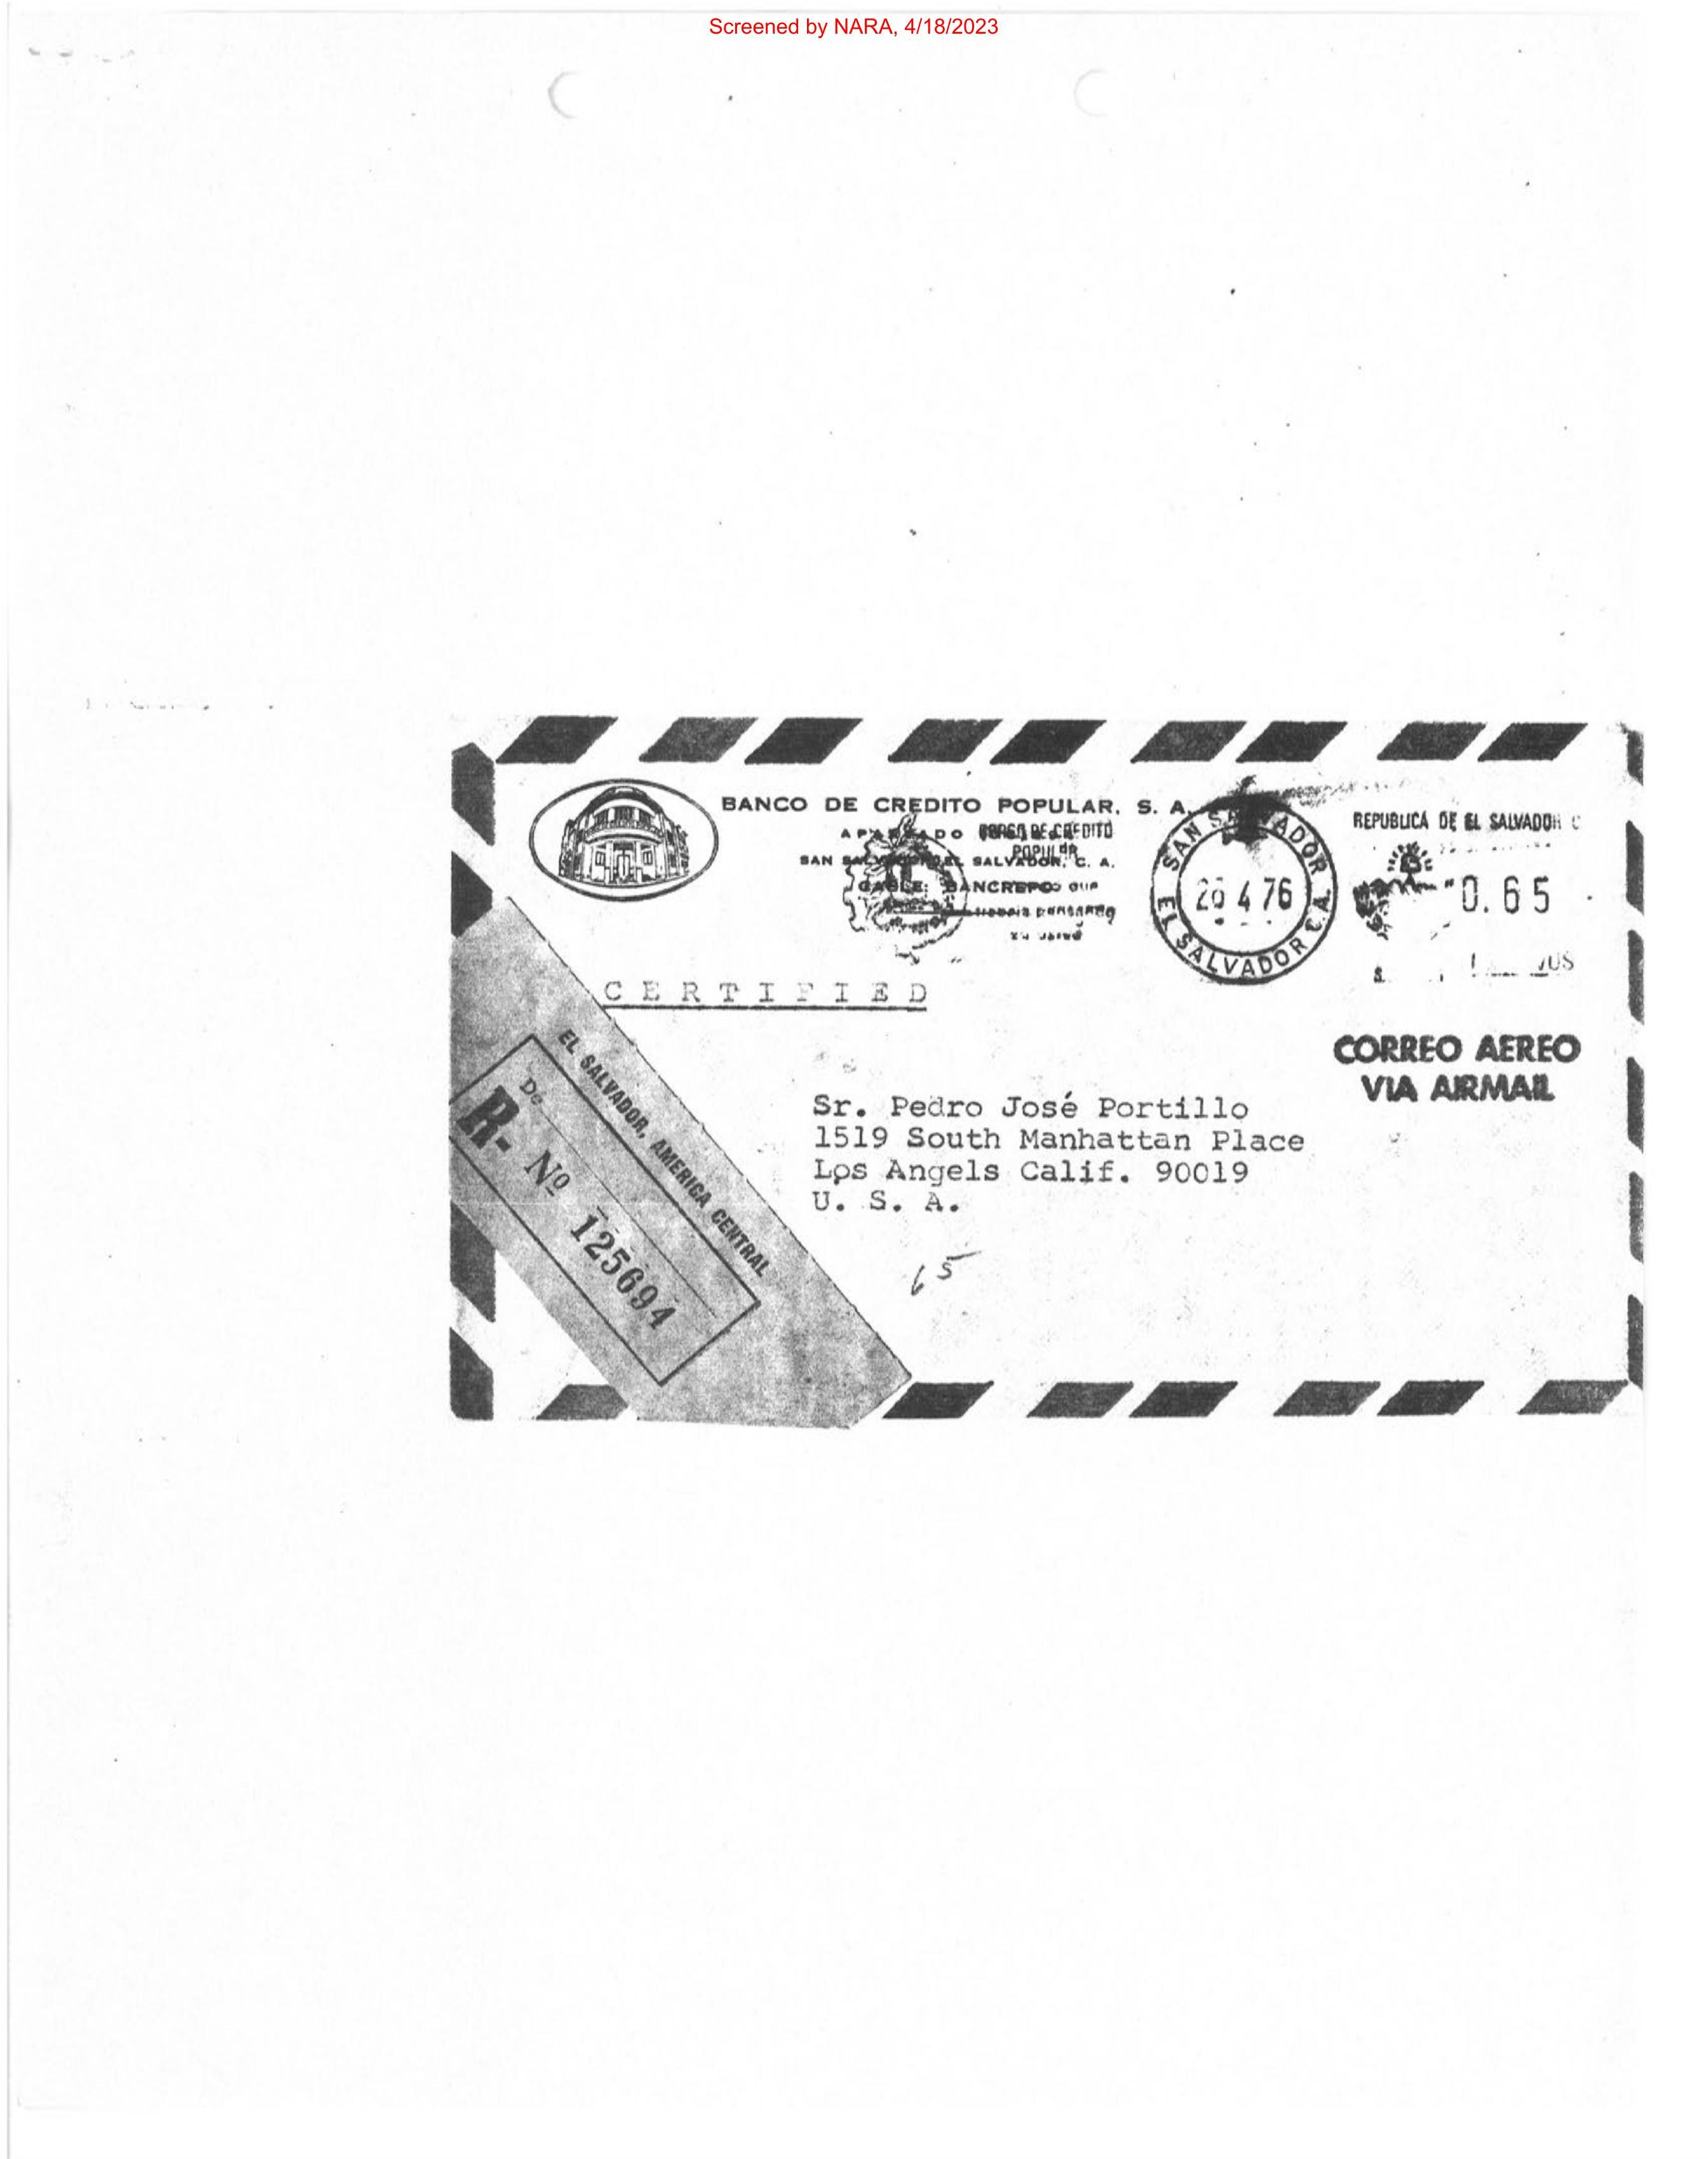 Screened by NARA, 4/18/2023
BANCO DE CREDITO POPULAR, S. A.
BANCO DE CREDITO
POPULAR
SAN SALVADOR, EL SALVADOR, C. A.
CABLE: BANCREPO
SAN SALVADOR
EL SALVADOR C.A.
26 4 76
REPUBLICA DE EL SALVADOR C
0.65
CERTIFIED
CORREO AEREO
VIA AIRMAIL
EL SALVADOR, AMERICA CENTRAL
De
R- Nº 125694
Sr. Pedro José Portillo
1519 South Manhattan Place
Los Angels Calif. 90019
U. S. A.
65